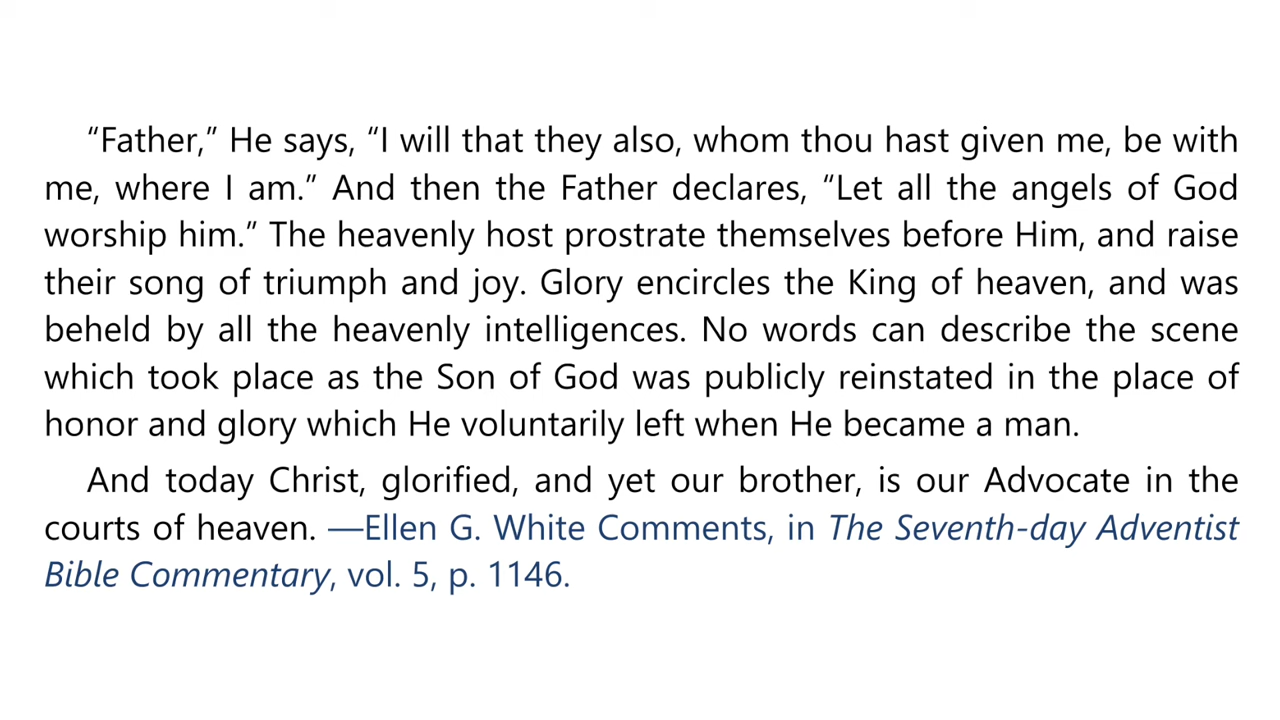 “Father,” He says, “I will that they also, whom thou hast given me, be with
me, where I am.” And then the Father declares, “Let all the angels of God
worship him.” The heavenly host prostrate themselves before Him, and raise
their song of triumph and joy. Glory encircles the King of heaven, and was
beheld by all the heavenly intelligences. No words can describe the scene
which took place as the Son of God was publicly reinstated in the place of
honor and glory which He voluntarily left when He became a man.
And today Christ, glorified, and yet our brother, is our Advocate in the
courts of heaven. —Ellen G. White Comments, in The Seventh-day Adventist
Bible Commentary, vol. 5, p. 1146.